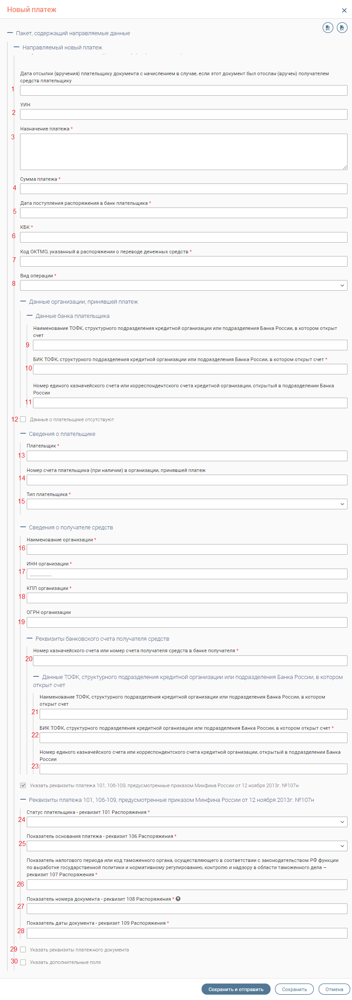 Новый платеж
Пакет, содержащий направляемые данные
Направляемый новый платеж
Дата отсылки (вручения) плательщику документа с начислением в случае, если этот документ был отослан (вручен) получателем
средств плательщику
1
УИН
2
Назначение платежа *
3
Сумма платежа *
4
Дата поступления распоряжения в банк плательщика *
5
КБК *
6
Код ОКТМО, указанный в распоряжении о переводе денежных средств *
7
Вид операции *
8
Данные организации, принявшей платеж
Данные банка плательщика
Наименование ТОФК, структурного подразделения кредитной организации или подразделения Банка России, в котором открыт
счет
9
БИК ТОФК, структурного подразделения кредитной организации или подразделения Банка России, в котором открыт счет *
10
Номер единого казначейского счета или корреспондентского счета кредитной организации, открытый в подразделении Банка
России
11
12 Данные о плательщике отсутствуют
Сведения о плательщике
Плательщик *
13
Номер счета плательщика (при наличии) в организации, принявшей платеж
14
Тип плательщика *
15
Сведения о получателе средств
Наименование организации *
16
ИНН организации *
17 __________
КПП организации *
18
ОГРН организации
19
Реквизиты банковского счета получателя средств
Номер казначейского счета или номер счета получателя средств в банке получателя *
20
Данные ТОФК, структурного подразделения кредитной организации или подразделения Банка России, в котором
открыт счет
Наименование ТОФК, структурного подразделения кредитной организации или подразделения Банка России, в котором
открыт счет
21
БИК ТОФК, структурного подразделения кредитной организации или подразделения Банка России, в котором открыт счет *
22
Номер единого казначейского счета или корреспондентского счета кредитной организации, открытый в подразделении Банка
России
23
Указать реквизиты платежа 101, 106-109, предусмотренные приказом Минфина России от 12 ноября 2013г. №107н
Реквизиты платежа 101, 106-109, предусмотренные приказом Минфина России от 12 ноября 2013г. №107н
Статус плательщика - реквизит 101 Распоряжения *
24
Показатель основания платежа - реквизит 106 Распоряжения *
25
Показатель налогового периода или код таможенного органа, осуществляющего в соответствии с законодательством РФ функции
по выработке государственной политики и нормативному регулированию, контролю и надзору в области таможенного дела –
реквизит 107 Распоряжения *
26
Показатель номера документа - реквизит 108 Распоряжения * ?
27
Показатель даты документа - реквизит 109 Распоряжения *
28
29 Указать реквизиты платежного документа
30 Указать дополнительные поля
Сохранить и отправить Сохранить Отмена